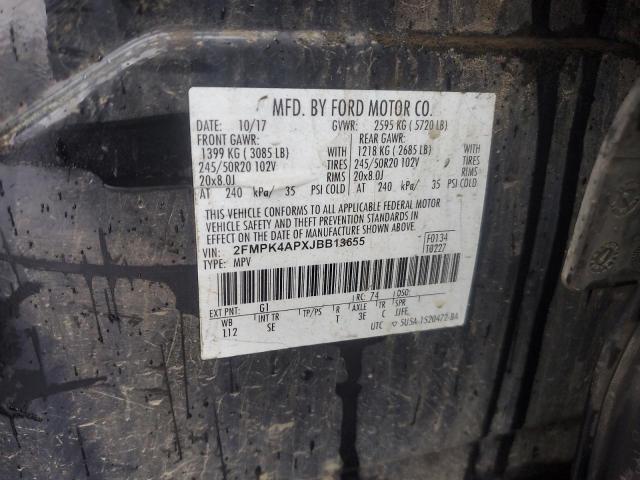 MFD. BY FORD MOTOR CO.
DATE: 10/17 GVWR: 2595 KG ( 5720 LB)
FRONT GAWR: REAR GAWR:
1399 KG ( 3085 LB) WITH 1218 KG ( 2685 LB) WITH
245/50R20 102V TIRES 245/50R20 102V TIRES
20x8.0J RIMS 20x8.0J RIMS
AT 240 kPa/ 35 PSI COLD AT 240 kPa/ 35 PSI COLD
THIS VEHICLE CONFORMS TO ALL APPLICABLE FEDERAL MOTOR
VEHICLE SAFETY AND THEFT PREVENTION STANDARDS IN
EFFECT ON THE DATE OF MANUFACTURE SHOWN ABOVE.
VIN: 2FMPK4APXJBB13655 F0134
TYPE: MPV T0227
EXT PNT: G1 RC: 74 DSO:
WB INT TR TP/PS R AXLE TR SPR
112 SE T 3E C JJFE
UTC